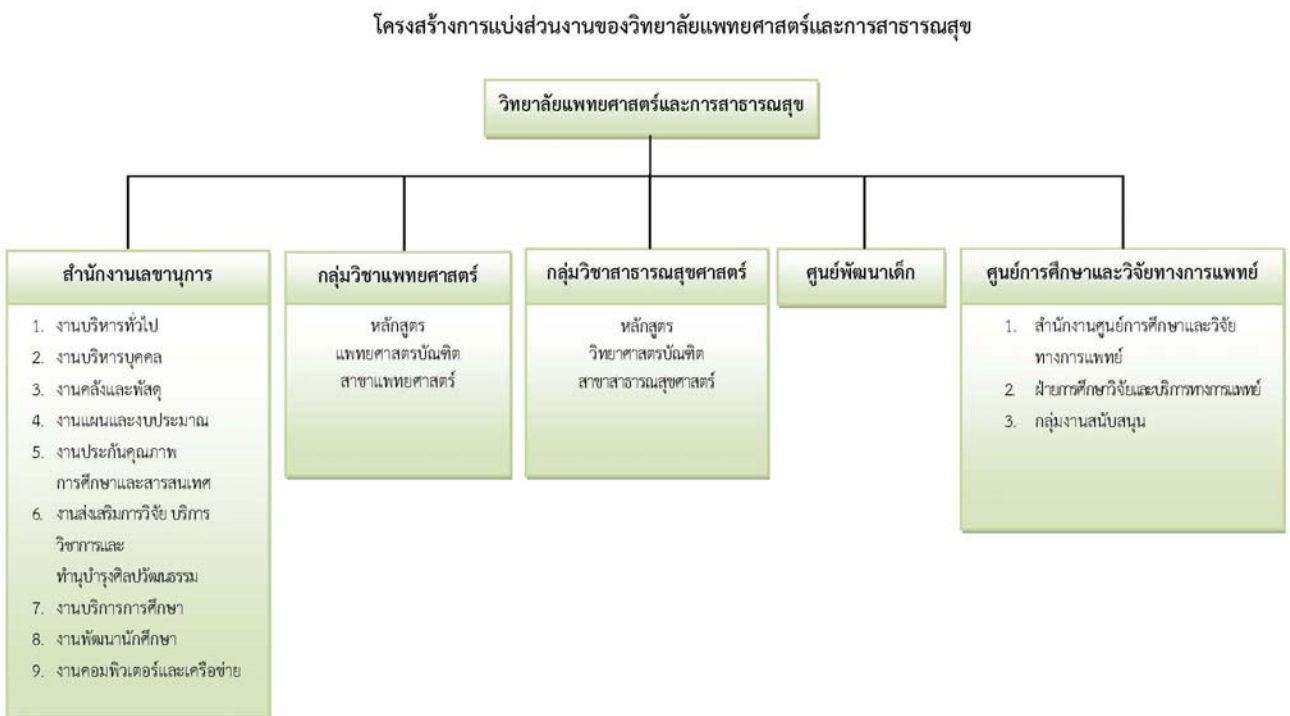 โครงสร้างการแบ่งส่วนงานของวิทยาลัยแพทยศาสตร์และการสาธารณสุข
วิทยาลัยแพทยศาสตร์และการสาธารณสุข
สำนักงานเลขานุการ
1. งานบริหารทั่วไป
2. งานบริหารบุคคล
3. งานคลังและพัสดุ
4. งานแผนและงบประมาณ
5. งานประกันคุณภาพ
การศึกษาและสารสนเทศ
6. งานส่งเสริมการวิจัย บริการ
วิชาการและ
ทำนุบำรุงศิลปวัฒนธรรม
7. งานบริการการศึกษา
8. งานพัฒนานักศึกษา
9. งานคอมพิวเตอร์และเครือข่าย
กลุ่มวิชาแพทยศาสตร์
หลักสูตร
แพทยศาสตรบัณฑิต
สาขาแพทยศาสตร์
กลุ่มวิชาสาธารณสุขศาสตร์
หลักสูตร
วิทยาศาสตรบัณฑิต
สาขาสาธารณสุขศาสตร์
ศูนย์พัฒนาเด็ก
ศูนย์การศึกษาและวิจัยทางการแพทย์
1. สำนักงานศูนย์การศึกษาและวิจัย
ทางการแพทย์
2 ฝ่ายการศึกษาวิจัยและบริการทางการแพทย์
3. กลุ่มงานสนับสนุน